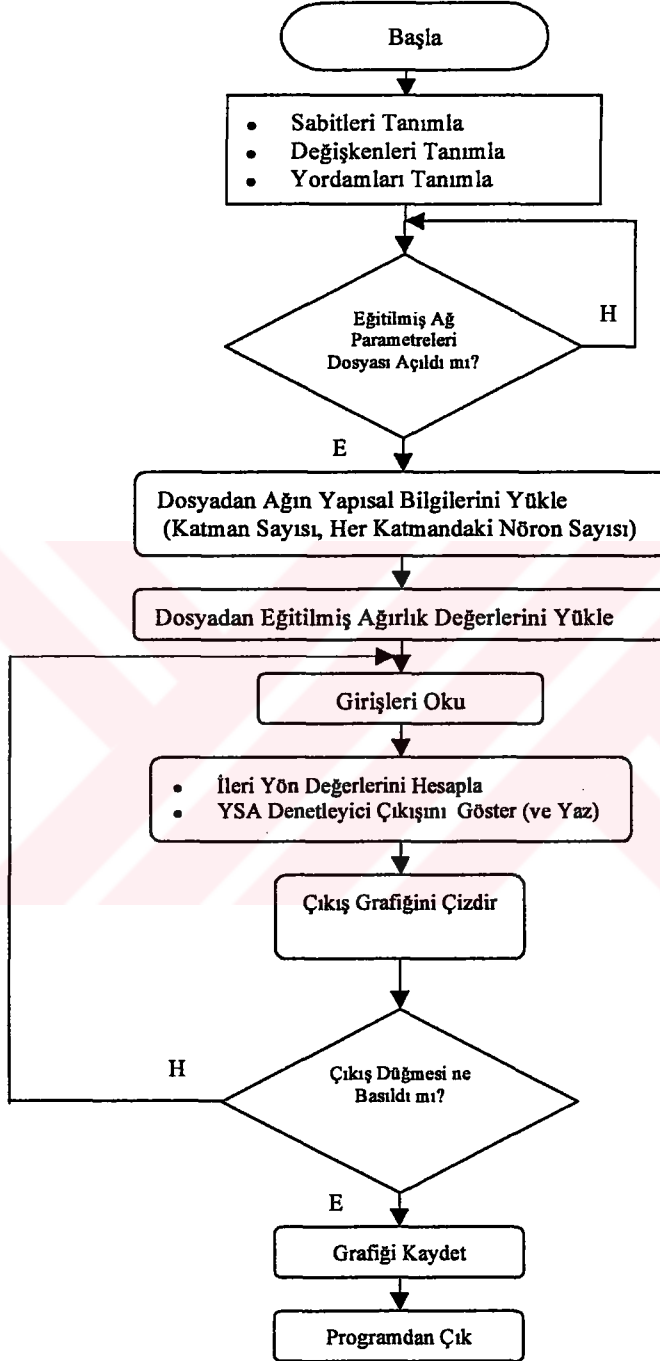 Başla
• Sabitleri Tanımla
• Değişkenleri Tanımla
• Yordamları Tanımla
Eğitilmiş Ağ
Parametreleri
Dosyası Açıldı mı?
H
E
Dosyadan Ağın Yapısal Bilgilerini Yükle
(Katman Sayısı, Her Katmandaki Nöron Sayısı)
Dosyadan Eğitilmiş Ağırlık Değerlerini Yükle
Girişleri Oku
• İleri Yön Değerlerini Hesapla
• YSA Denetleyici Çıkışını Göster (ve Yaz)
Çıkış Grafiğini Çizdir
Çıkış Düğmesi ne
Basıldı mı?
H
E
Grafiği Kaydet
Programdan Çık